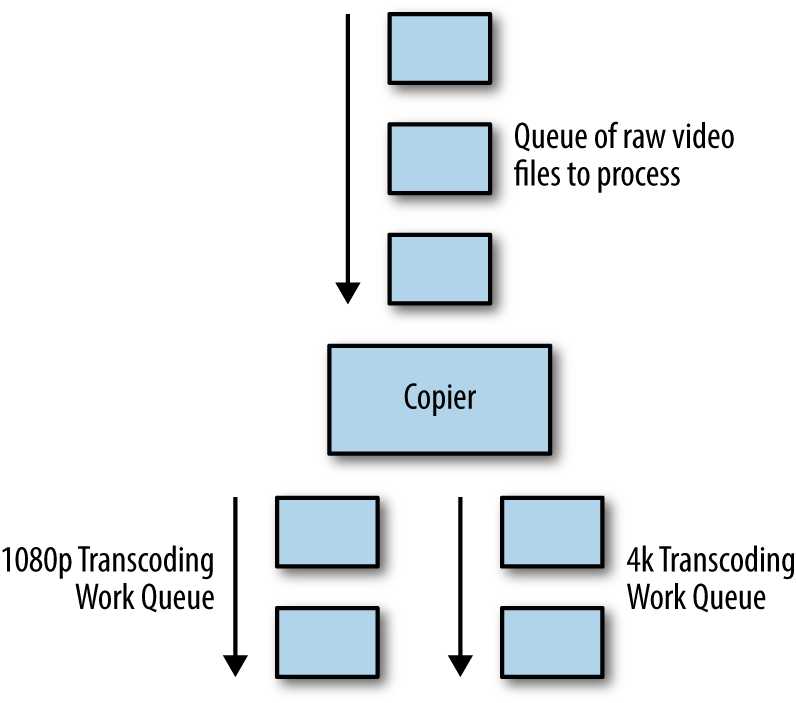 Queue of raw video
files to process
Copier
1080p Transcoding
Work Queue
4k Transcoding
Work Queue